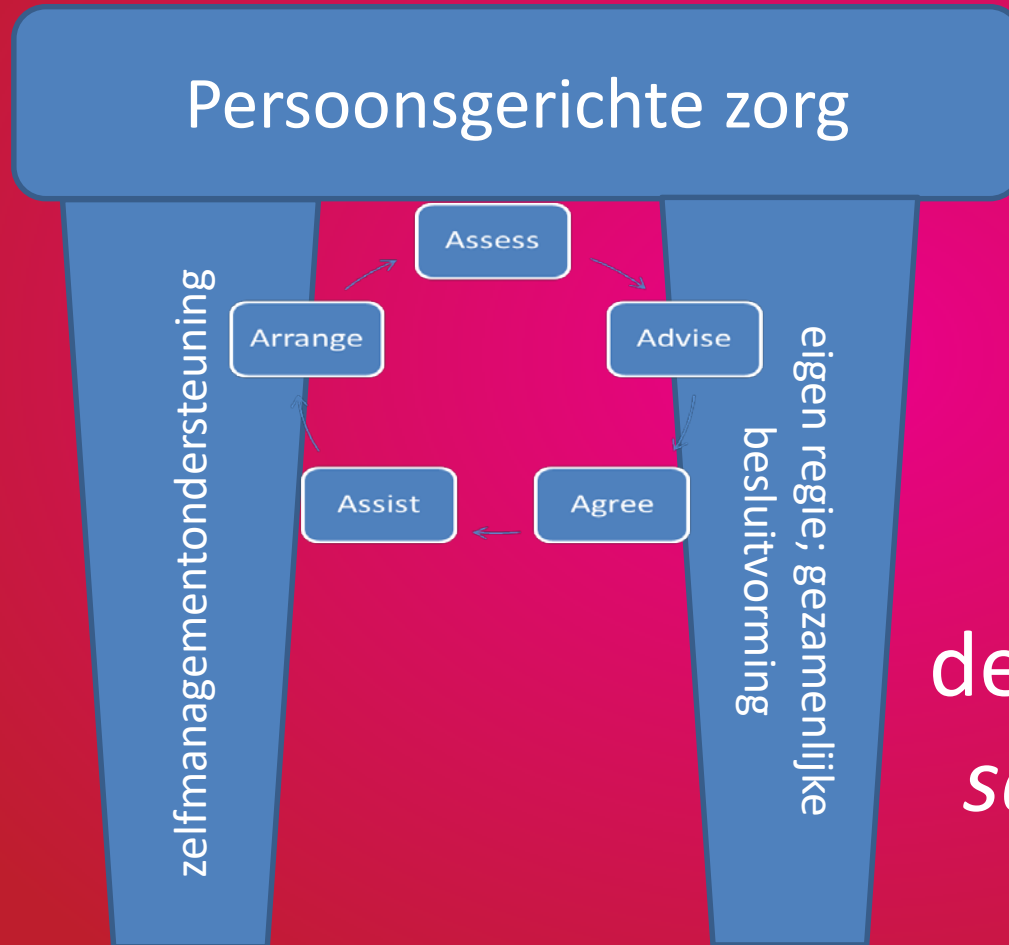 Persoonsgerichte zorg
Assess
Arrange
Advise
Assist
Agree
zelfmanagementondersteuning
eigen regie; gezamenlijke
besluitvorming